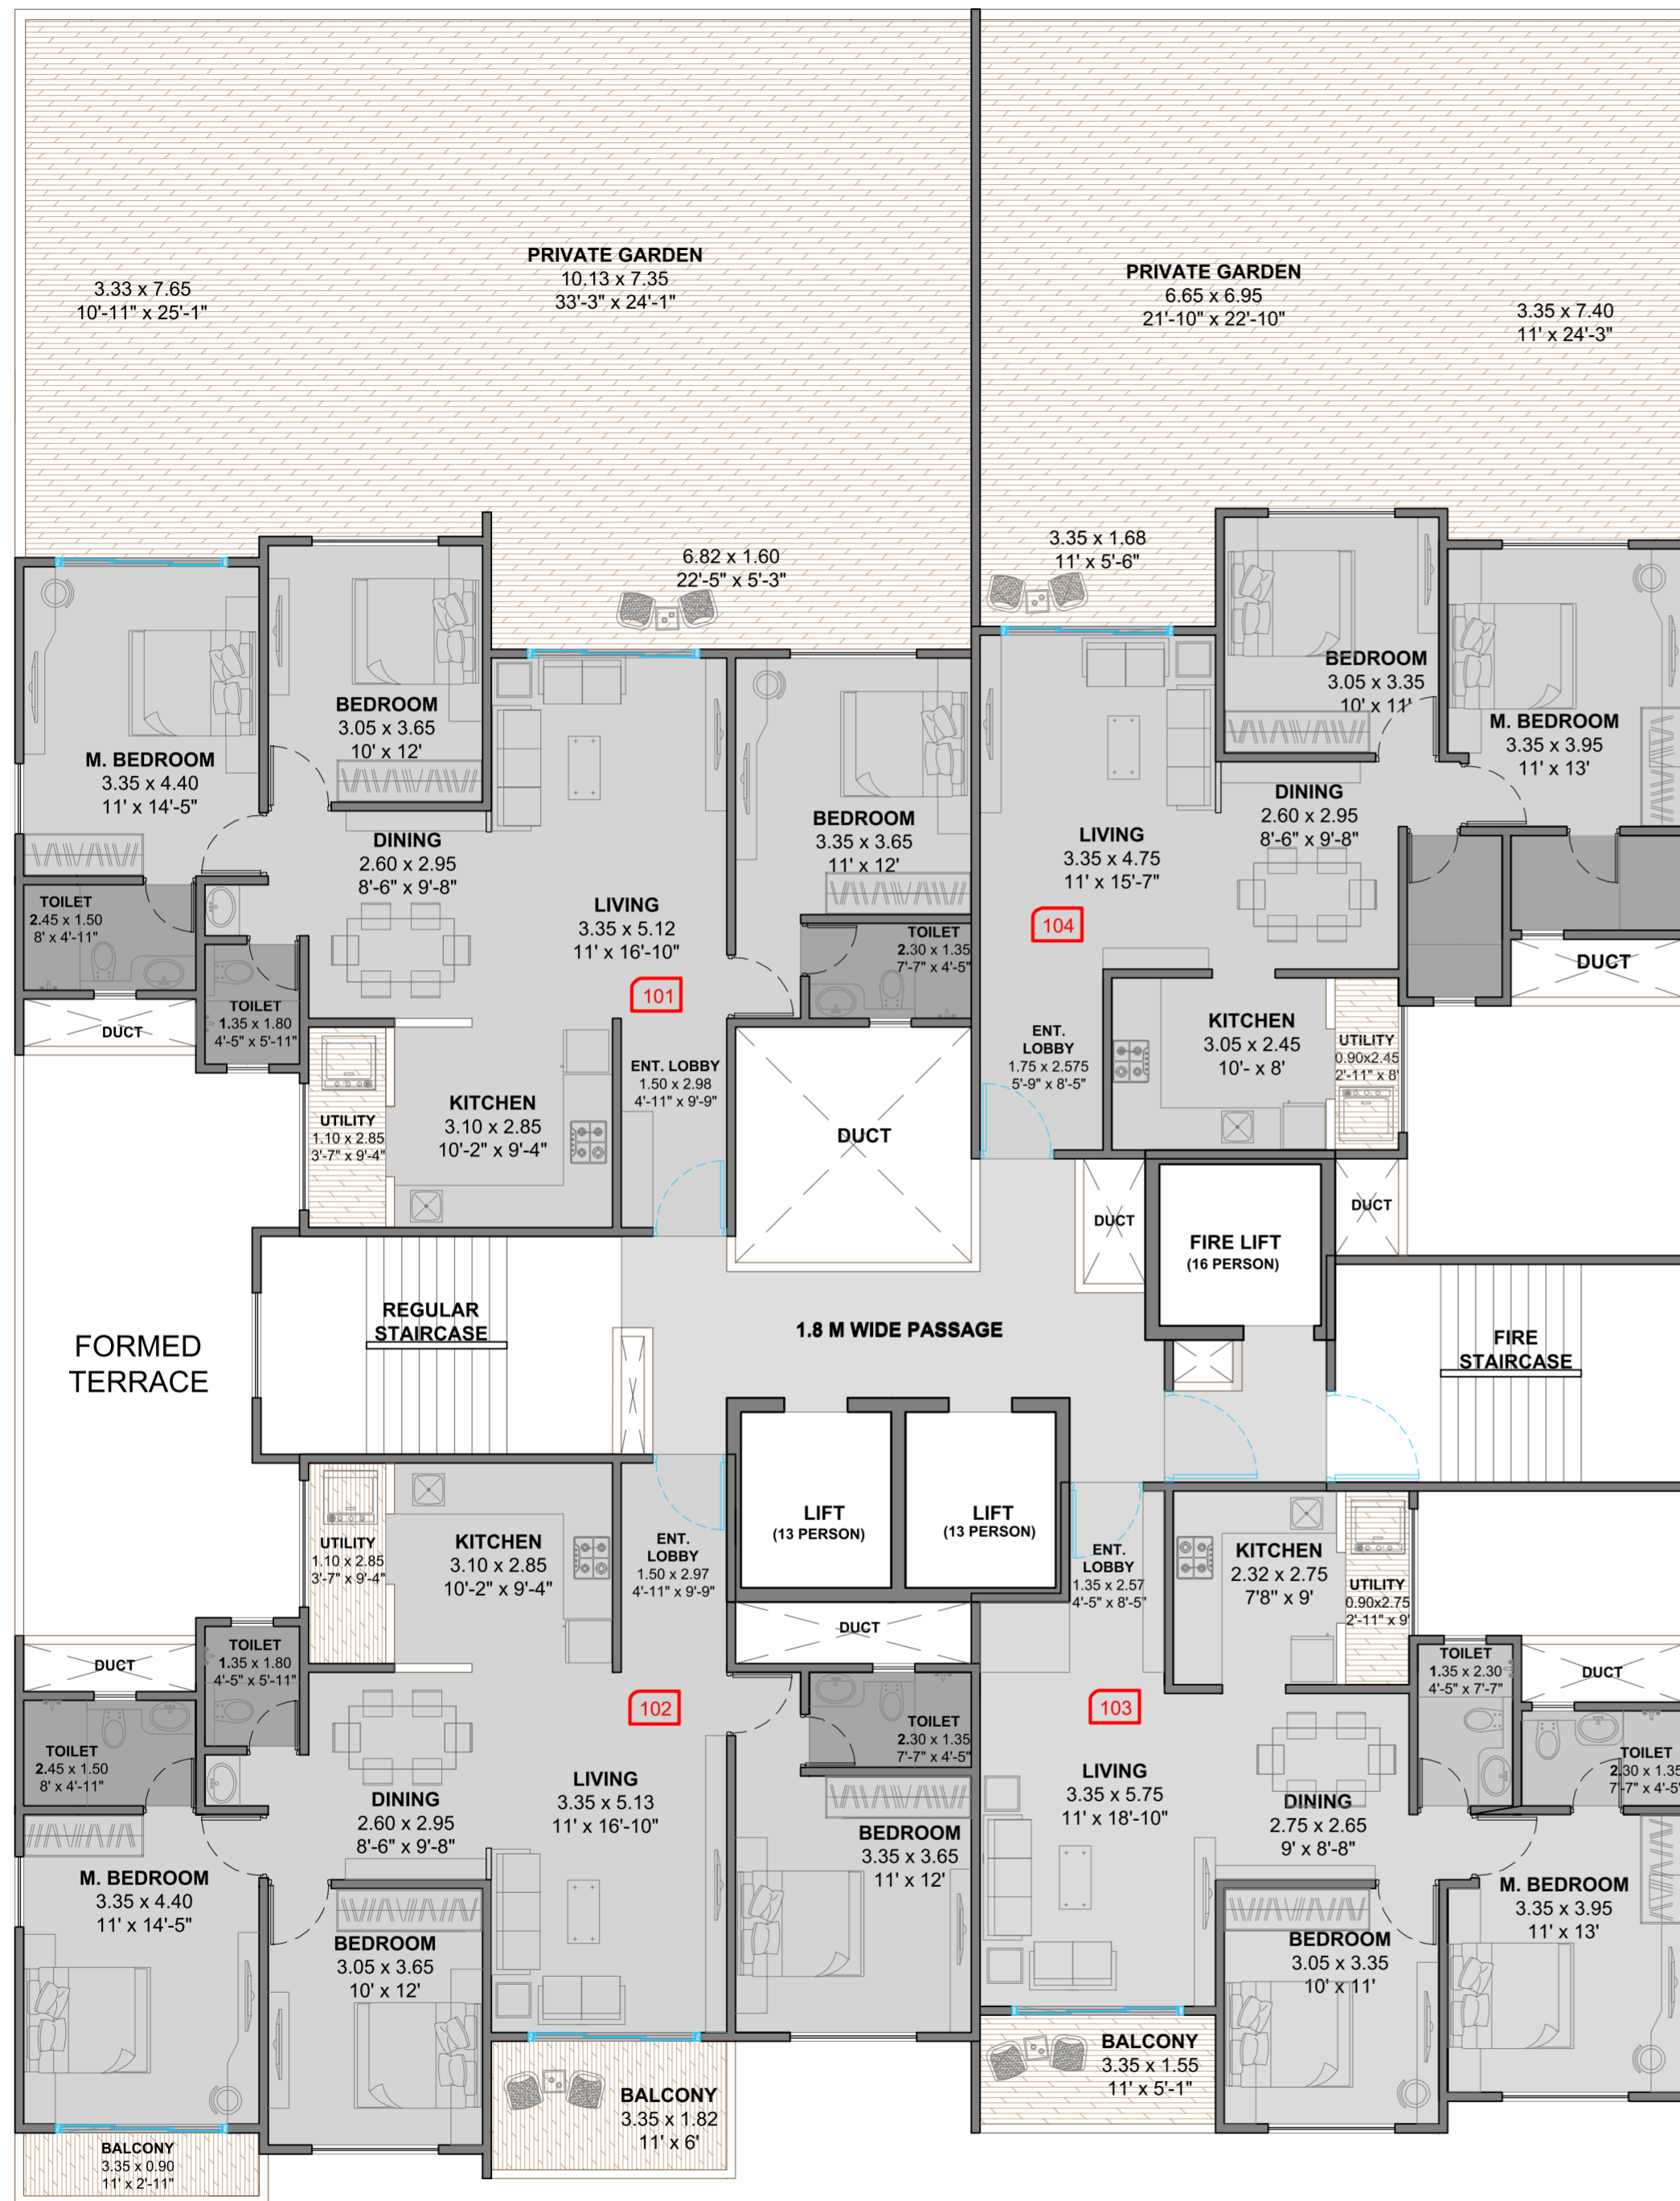 PRIVATE GARDEN
10.13 x 7.35
33'-3" x 24'-1"
3.33 x 7.65
10'-11" x 25'-1"
6.82 x 1.60
22'-5" x 5'-3"
PRIVATE GARDEN
6.65 x 6.95
21'-10" x 22'-10"
3.35 x 7.40
11' x 24'-3"
3.35 x 1.68
11' x 5'-6"
M. BEDROOM
3.35 x 4.40
11' x 14'-5"
BEDROOM
3.05 x 3.65
10' x 12'
DINING
2.60 x 2.95
8'-6" x 9'-8"
LIVING
3.35 x 5.12
11' x 16'-10"
101
BEDROOM
3.35 x 3.65
11' x 12'
TOILET
2.45 x 1.50
8' x 4'-11"
TOILET
1.35 x 1.80
4'-5" x 5'-11"
DUCT
TOILET
2.30 x 1.35
7'-7" x 4'-5"
ENT. LOBBY
1.50 x 2.98
4'-11" x 9'-9"
KITCHEN
3.10 x 2.85
10'-2" x 9'-4"
UTILITY
1.10 x 2.85
3'-7" x 9'-4"
DUCT
BEDROOM
3.05 x 3.35
10' x 11'
M. BEDROOM
3.35 x 3.95
11' x 13'
DINING
2.60 x 2.95
8'-6" x 9'-8"
LIVING
3.35 x 4.75
11' x 15'-7"
104
DUCT
ENT.
LOBBY
1.75 x 2.575
5'-9" x 8'-5"
KITCHEN
3.05 x 2.45
10'- x 8'
UTILITY
0.90x2.45
2'-11" x 8'
DUCT
DUCT
FIRE LIFT
(16 PERSON)
FORMED
TERRACE
REGULAR
STAIRCASE
1.8 M WIDE PASSAGE
FIRE
STAIRCASE
LIFT
(13 PERSON)
LIFT
(13 PERSON)
UTILITY
1.10 x 2.85
3'-7" x 9'-4"
KITCHEN
3.10 x 2.85
10'-2" x 9'-4"
ENT.
LOBBY
1.50 x 2.97
4'-11" x 9'-9"
DUCT
DUCT
TOILET
1.35 x 1.80
4'-5" x 5'-11"
TOILET
2.45 x 1.50
8' x 4'-11"
102
TOILET
2.30 x 1.35
7'-7" x 4'-5"
DINING
2.60 x 2.95
8'-6" x 9'-8"
LIVING
3.35 x 5.13
11' x 16'-10"
BEDROOM
3.35 x 3.65
11' x 12'
M. BEDROOM
3.35 x 4.40
11' x 14'-5"
BEDROOM
3.05 x 3.65
10' x 12'
BALCONY
3.35 x 1.82
11' x 6'
BALCONY
3.35 x 0.90
11' x 2'-11"
ENT.
LOBBY
1.35 x 2.57
4'-5" x 8'-5"
KITCHEN
2.32 x 2.75
7'8" x 9'
UTILITY
0.90x2.75
2'-11" x 9'
TOILET
1.35 x 2.30
4'-5" x 7'-7"
DUCT
103
TOILET
2.30 x 1.35
7'-7" x 4'-5"
LIVING
3.35 x 5.75
11' x 18'-10"
DINING
2.75 x 2.65
9' x 8'-8"
M. BEDROOM
3.35 x 3.95
11' x 13'
BEDROOM
3.05 x 3.35
10' x 11'
BALCONY
3.35 x 1.55
11' x 5'-1"